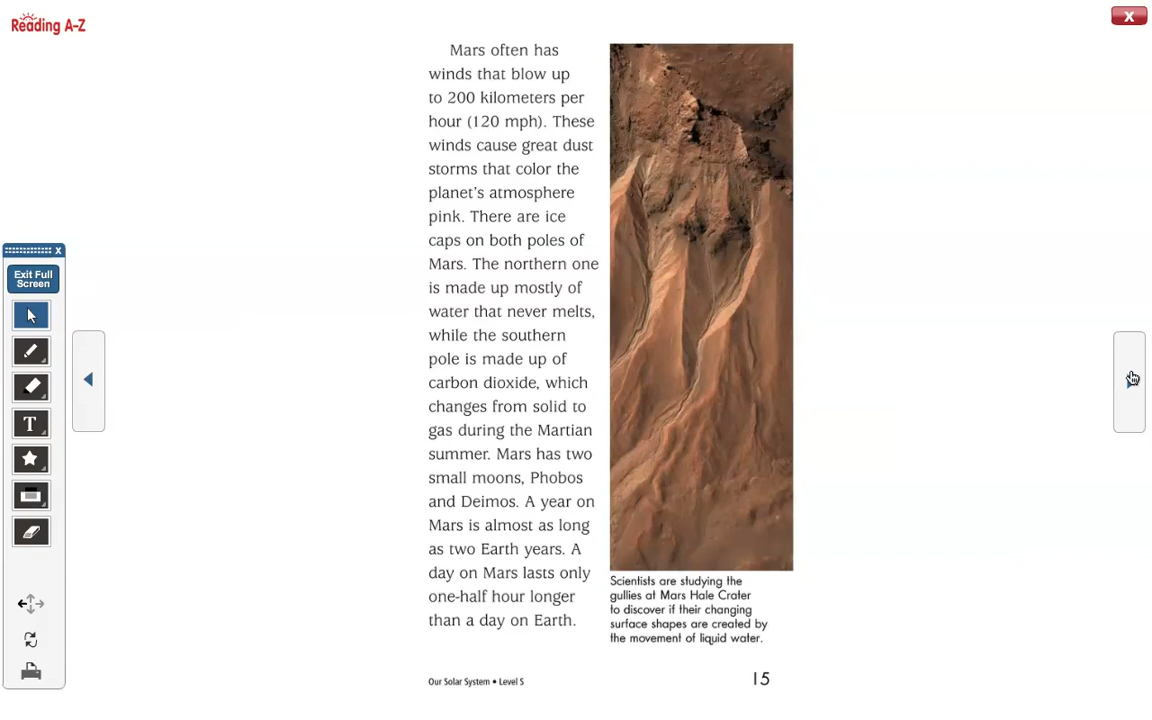 Reading A-Z
X
Mars often has
winds that blow up
to 200 kilometers per
hour (120 mph). These
winds cause great dust
storms that color the
planet's atmosphere
pink. There are ice
caps on both poles of
Mars. The northern one
is made up mostly of
water that never melts,
while the southern
pole is made up of
carbon dioxide, which
changes from solid to
gas during the Martian
summer. Mars has two
small moons, Phobos
and Deimos. A year on
Mars is almost as long
as two Earth years. A
day on Mars lasts only
one-half hour longer
than a day on Earth.
Scientists are studying the
gullies at Mars Hale Crater
to discover if their changing
surface shapes are created by
the movement of liquid water.
Our Solar System • Level S
15
x
Exit Full
Screen
T